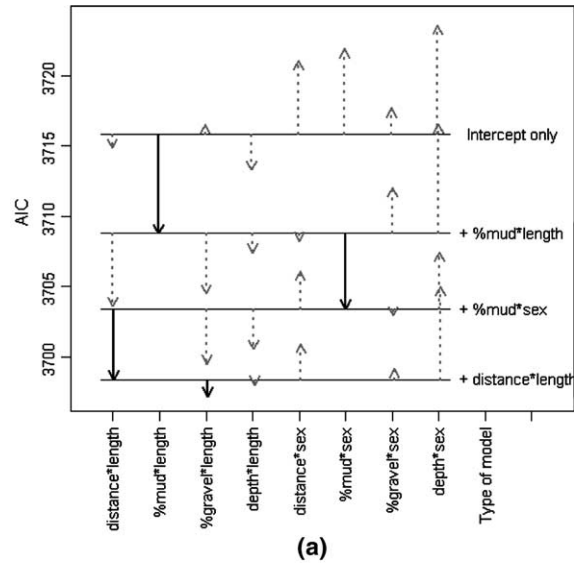 AIC
3720
3715
3710
3705
3700
Intercept only
+ %mud*length
+ %mud*sex
+ distance*length
distance*length
%mud*length
%gravel*length
depth*length
distance*sex
%mud*sex
%gravel*sex
depth*sex
Type of model
(a)